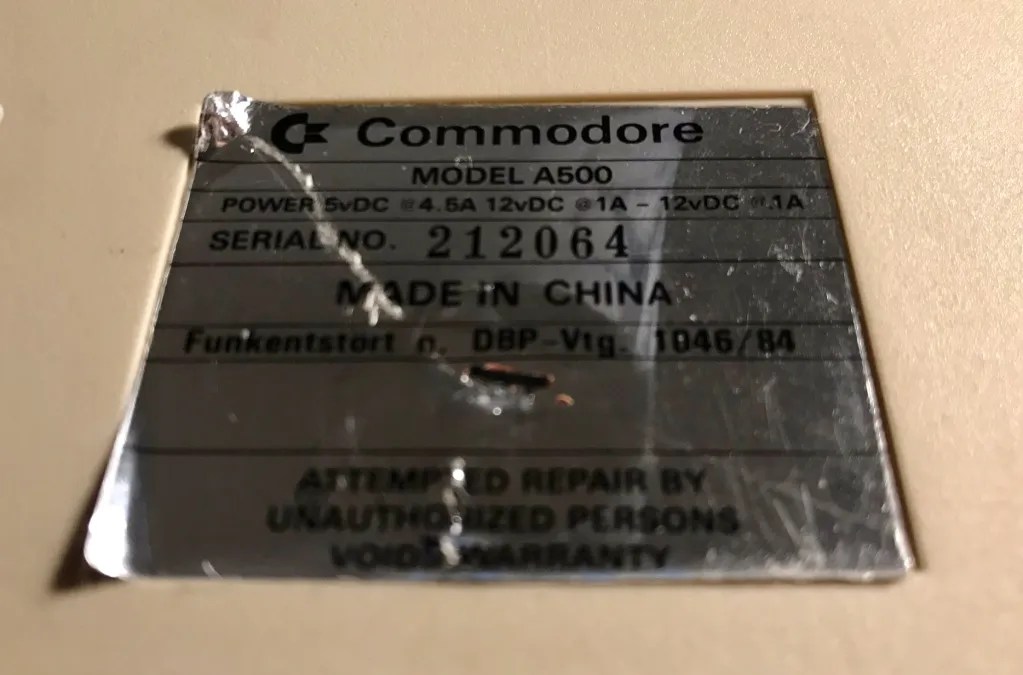 Commodore
MODEL A500
POWER 5vDC @ 4.5A 12vDC @ 1A - 12vDC @ .1A
SERIAL NO. 212064
MADE IN CHINA
Funkentstort n. DBP-Vtg. 1046/84
ATTEMPTED REPAIR BY
UNAUTHORIZED PERSONS
VOIDS WARRANTY